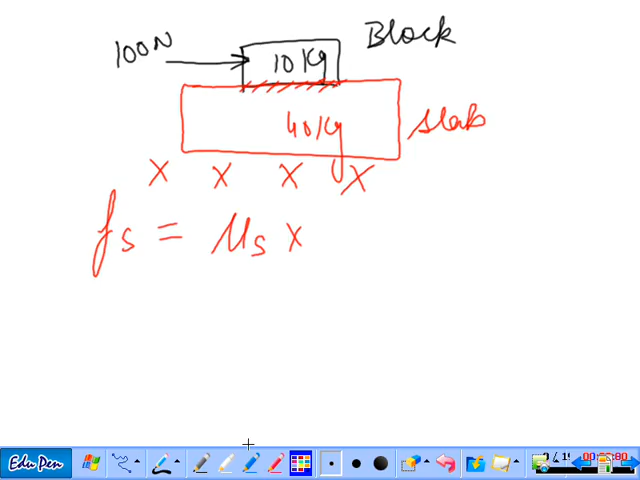 100N
10 Kg
Block
40 Kg
slab
x x x x
fs = μs x
Edu Pen